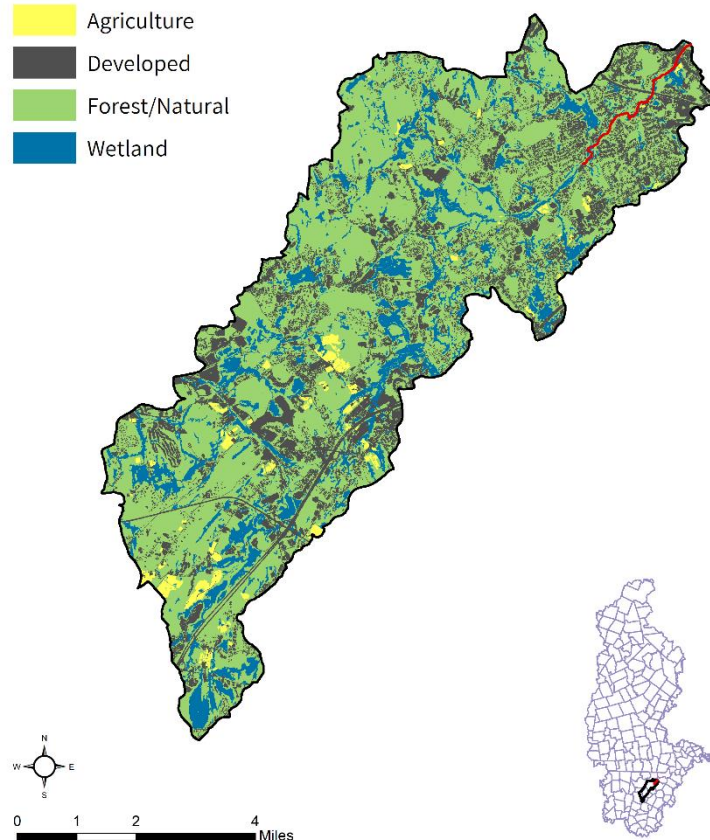 Agriculture
Developed
Forest/Natural
Wetland
N
W E
S
0 1 2 4
Miles